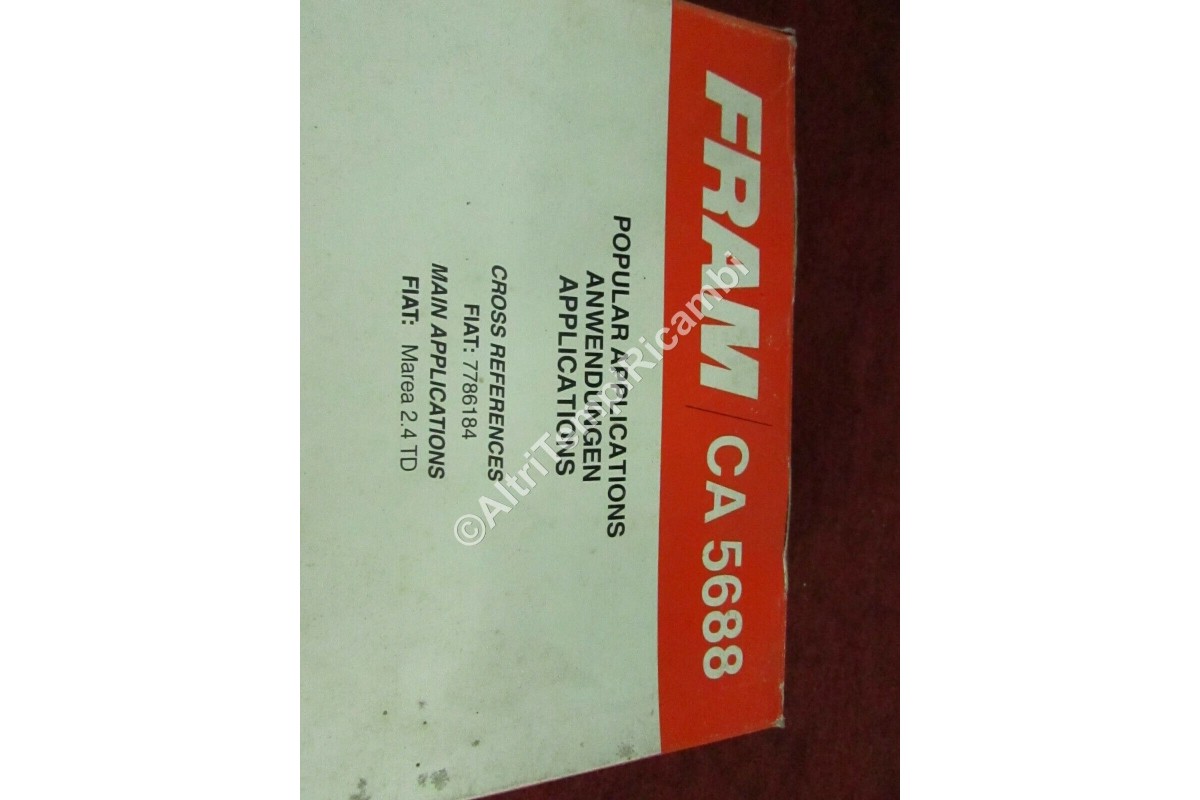 FRAM CA 5688
POPULAR APPLICATIONS
ANWENDUNGEN
APPLICATIONS
CROSS REFERENCES
FIAT: 7786184
MAIN APPLICATIONS
FIAT: Marea 2.4 TD
©AltriTempiRicambi